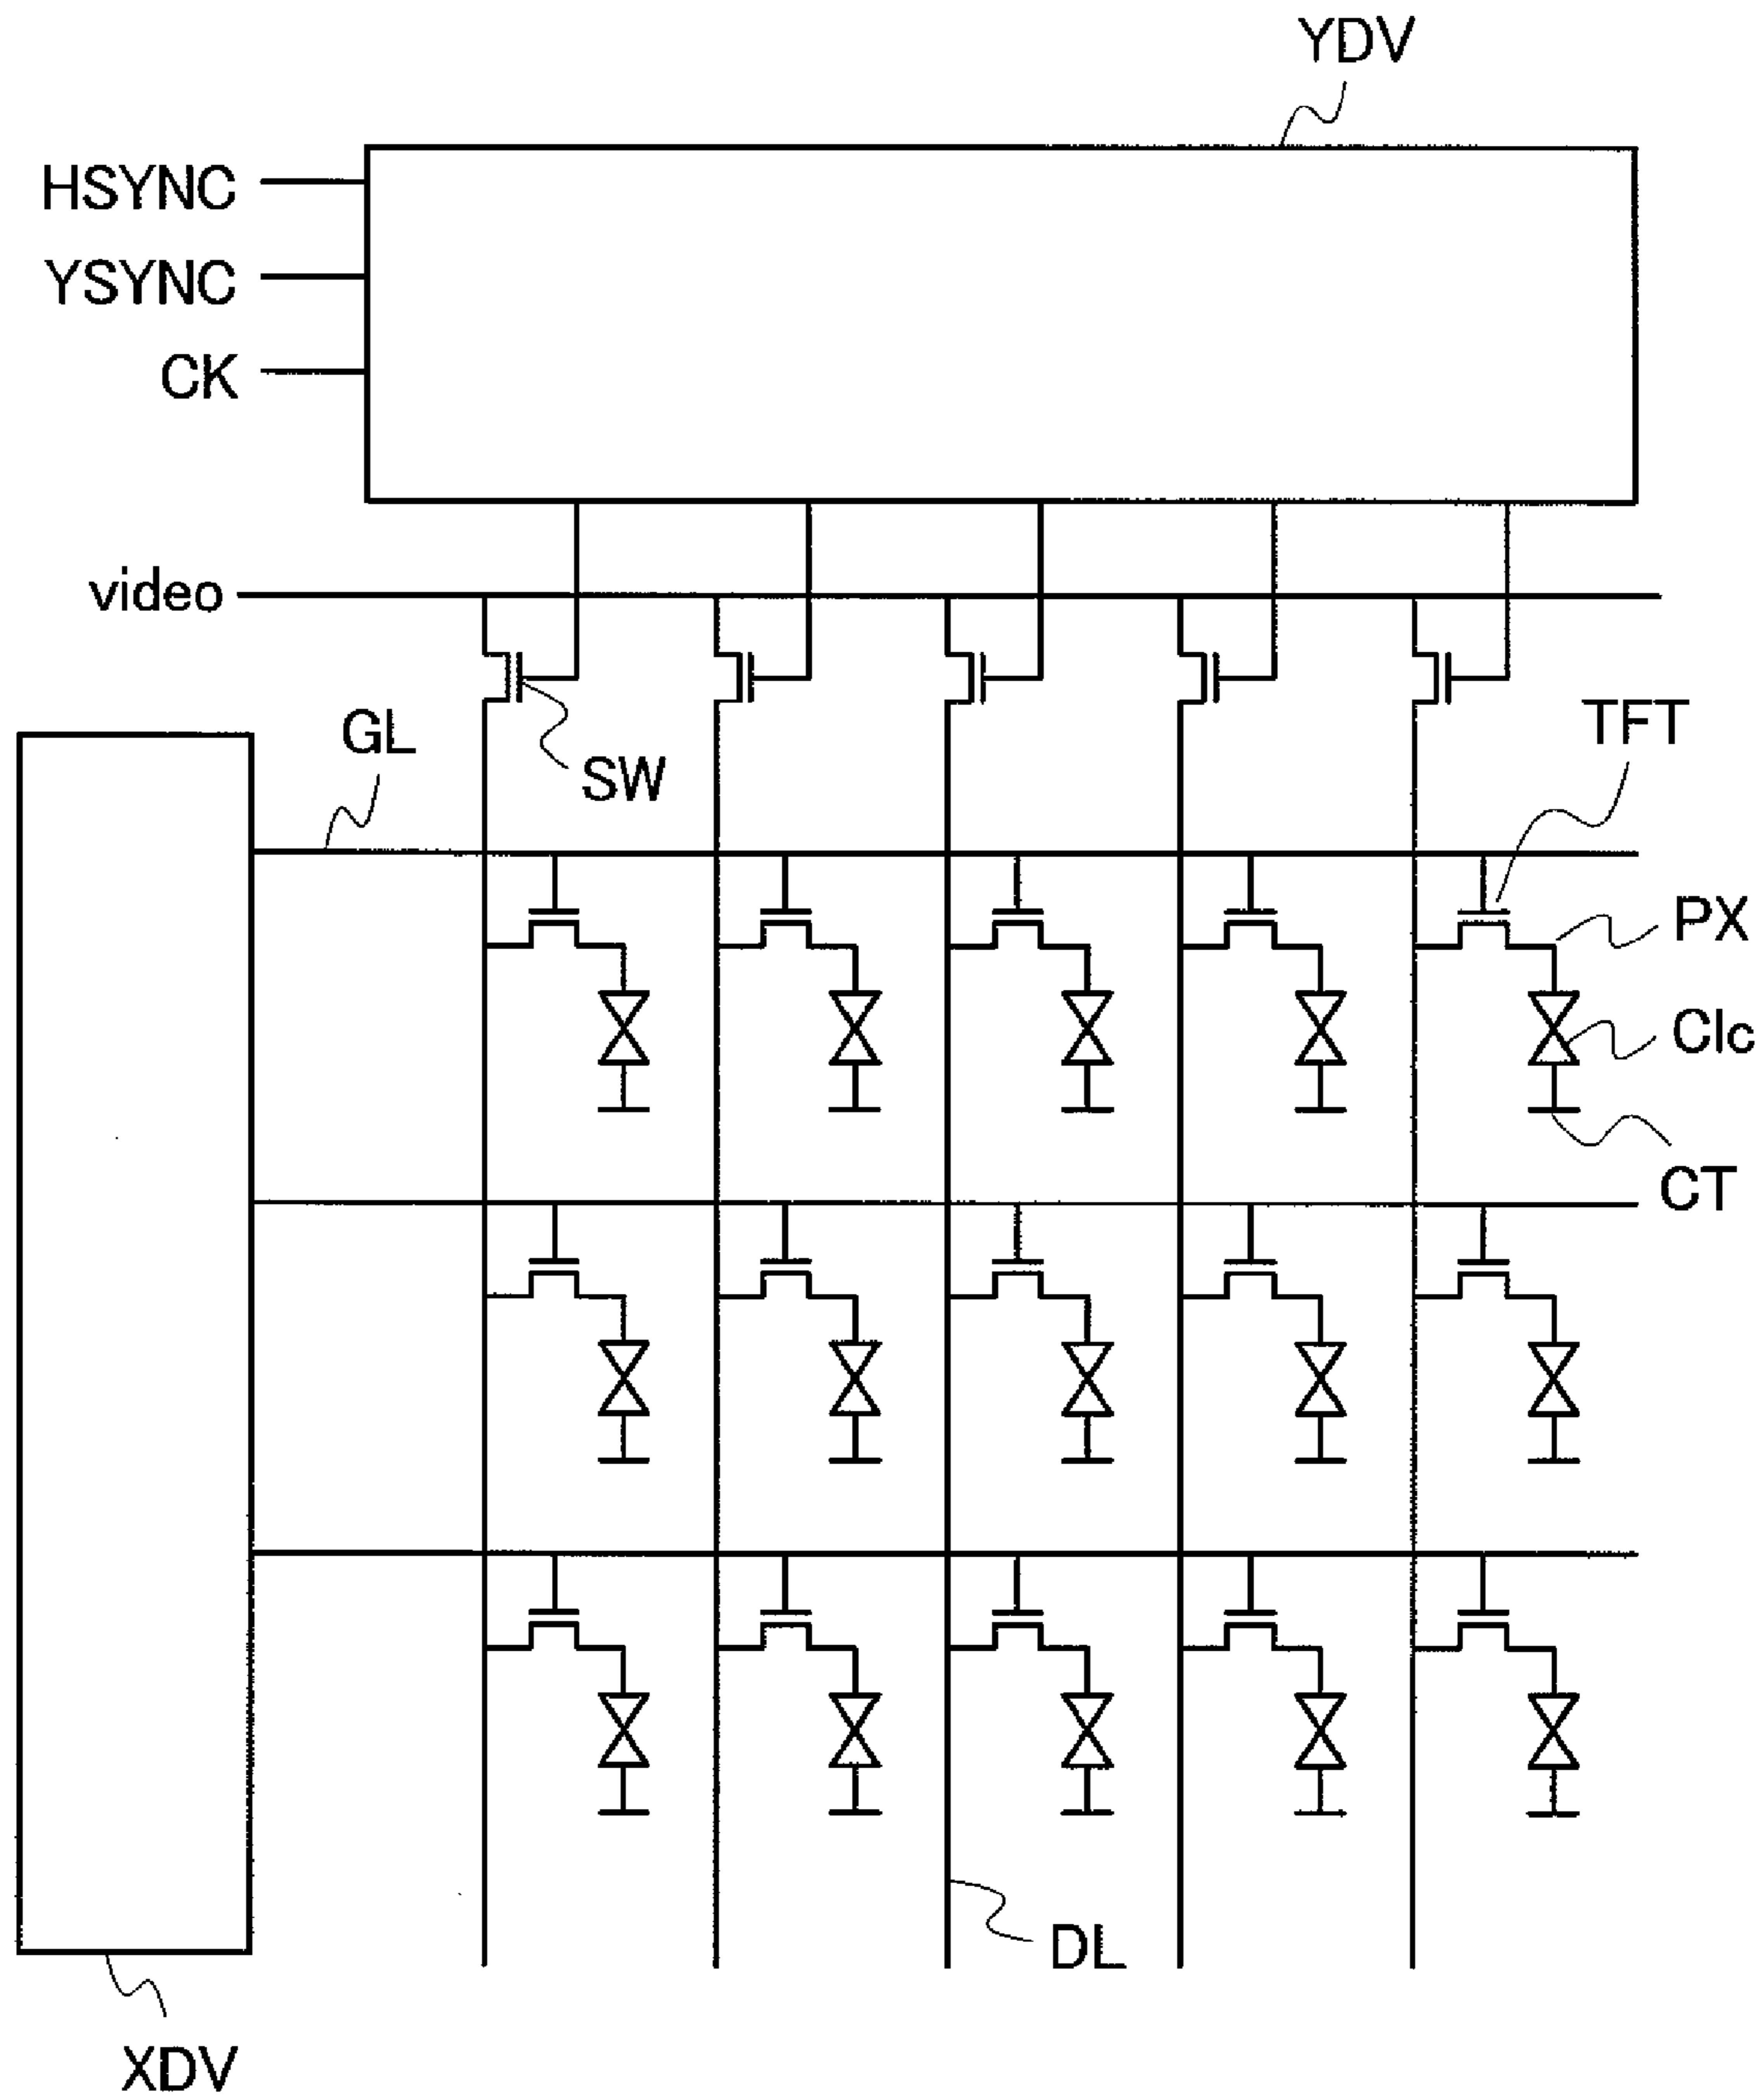 YDV
HSYNC
YSYNC
CK
video
GL
SW
TFT
PX
Clc
CT
DL
XDV